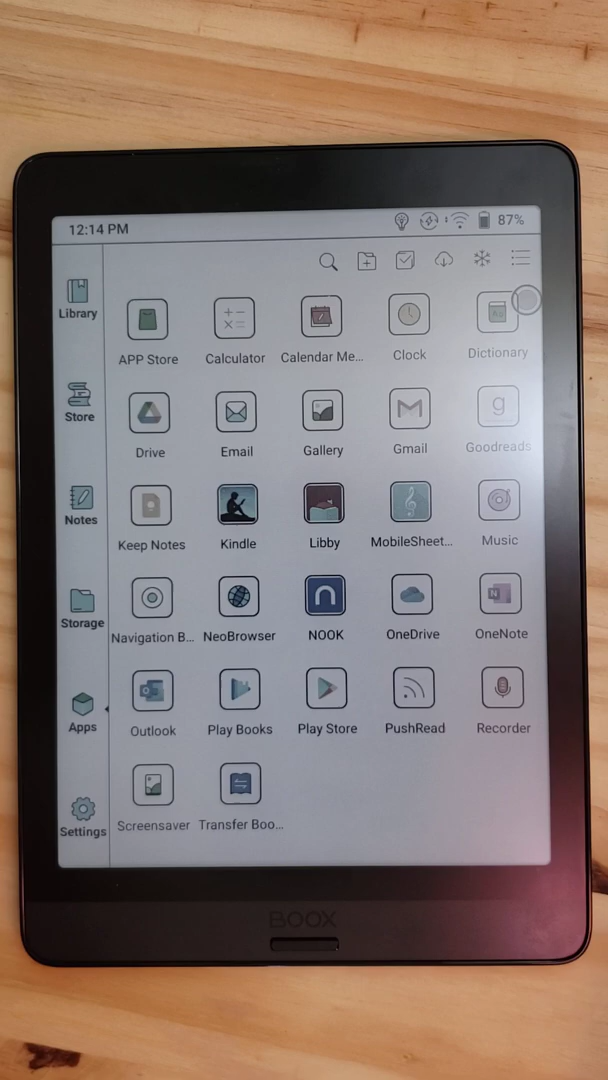 12:14 PM
87%
Library
APP Store
Calculator
Calendar Me...
Clock
Dictionary
Store
Drive
Email
Gallery
Gmail
g
Goodreads
Notes
Keep Notes
Kindle
Libby
MobileSheet...
Music
Storage
Navigation B...
NeoBrowser
NOOK
OneDrive
OneNote
Apps
Outlook
Play Books
Play Store
PushRead
Recorder
Settings
Screensaver
Transfer Boo...
BOOX